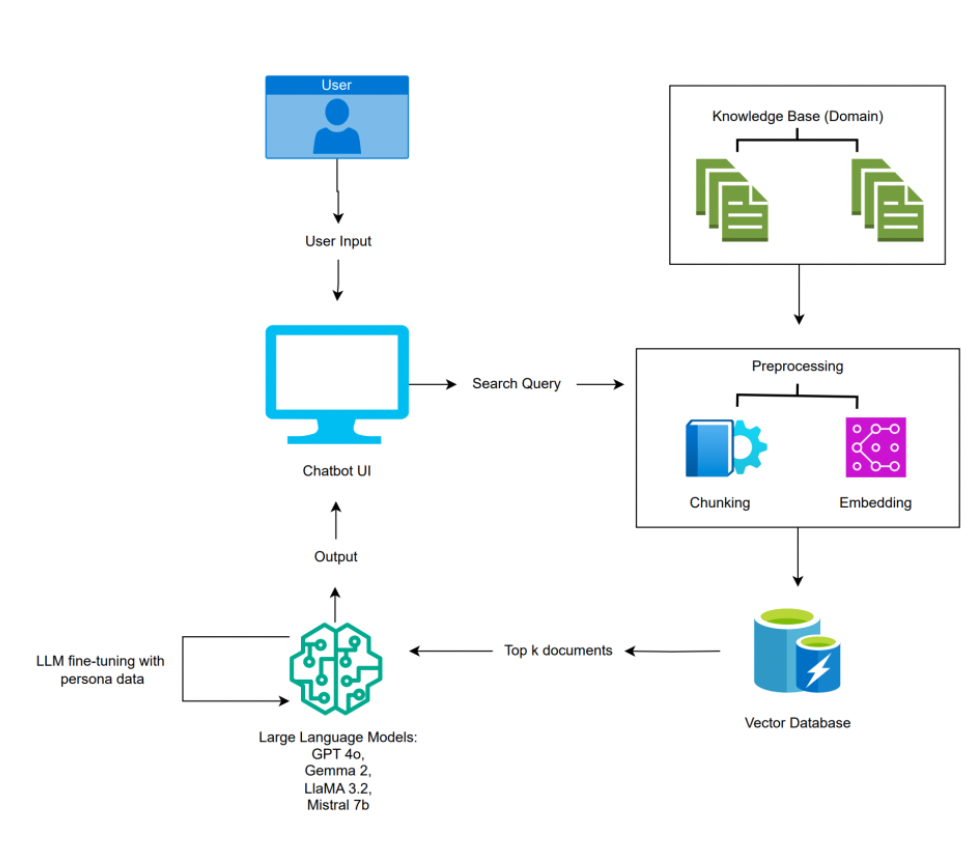 User
Knowledge Base (Domain)
User Input
Preprocessing
Search Query
Chatbot UI
Chunking
Embedding
Output
Top k documents
LLM fine-tuning with
persona data
Vector Database
Large Language Models:
GPT 4o,
Gemma 2,
LlaMA 3.2,
Mistral 7b